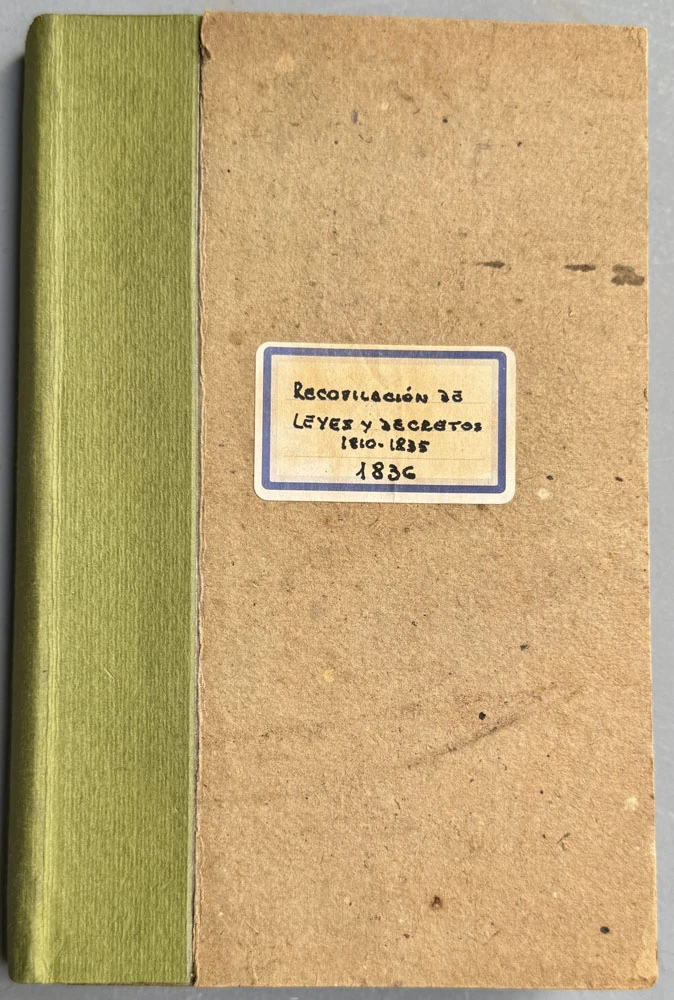 RECOPILACIÓN DE
LEYES Y DECRETOS
1810-1835
1836